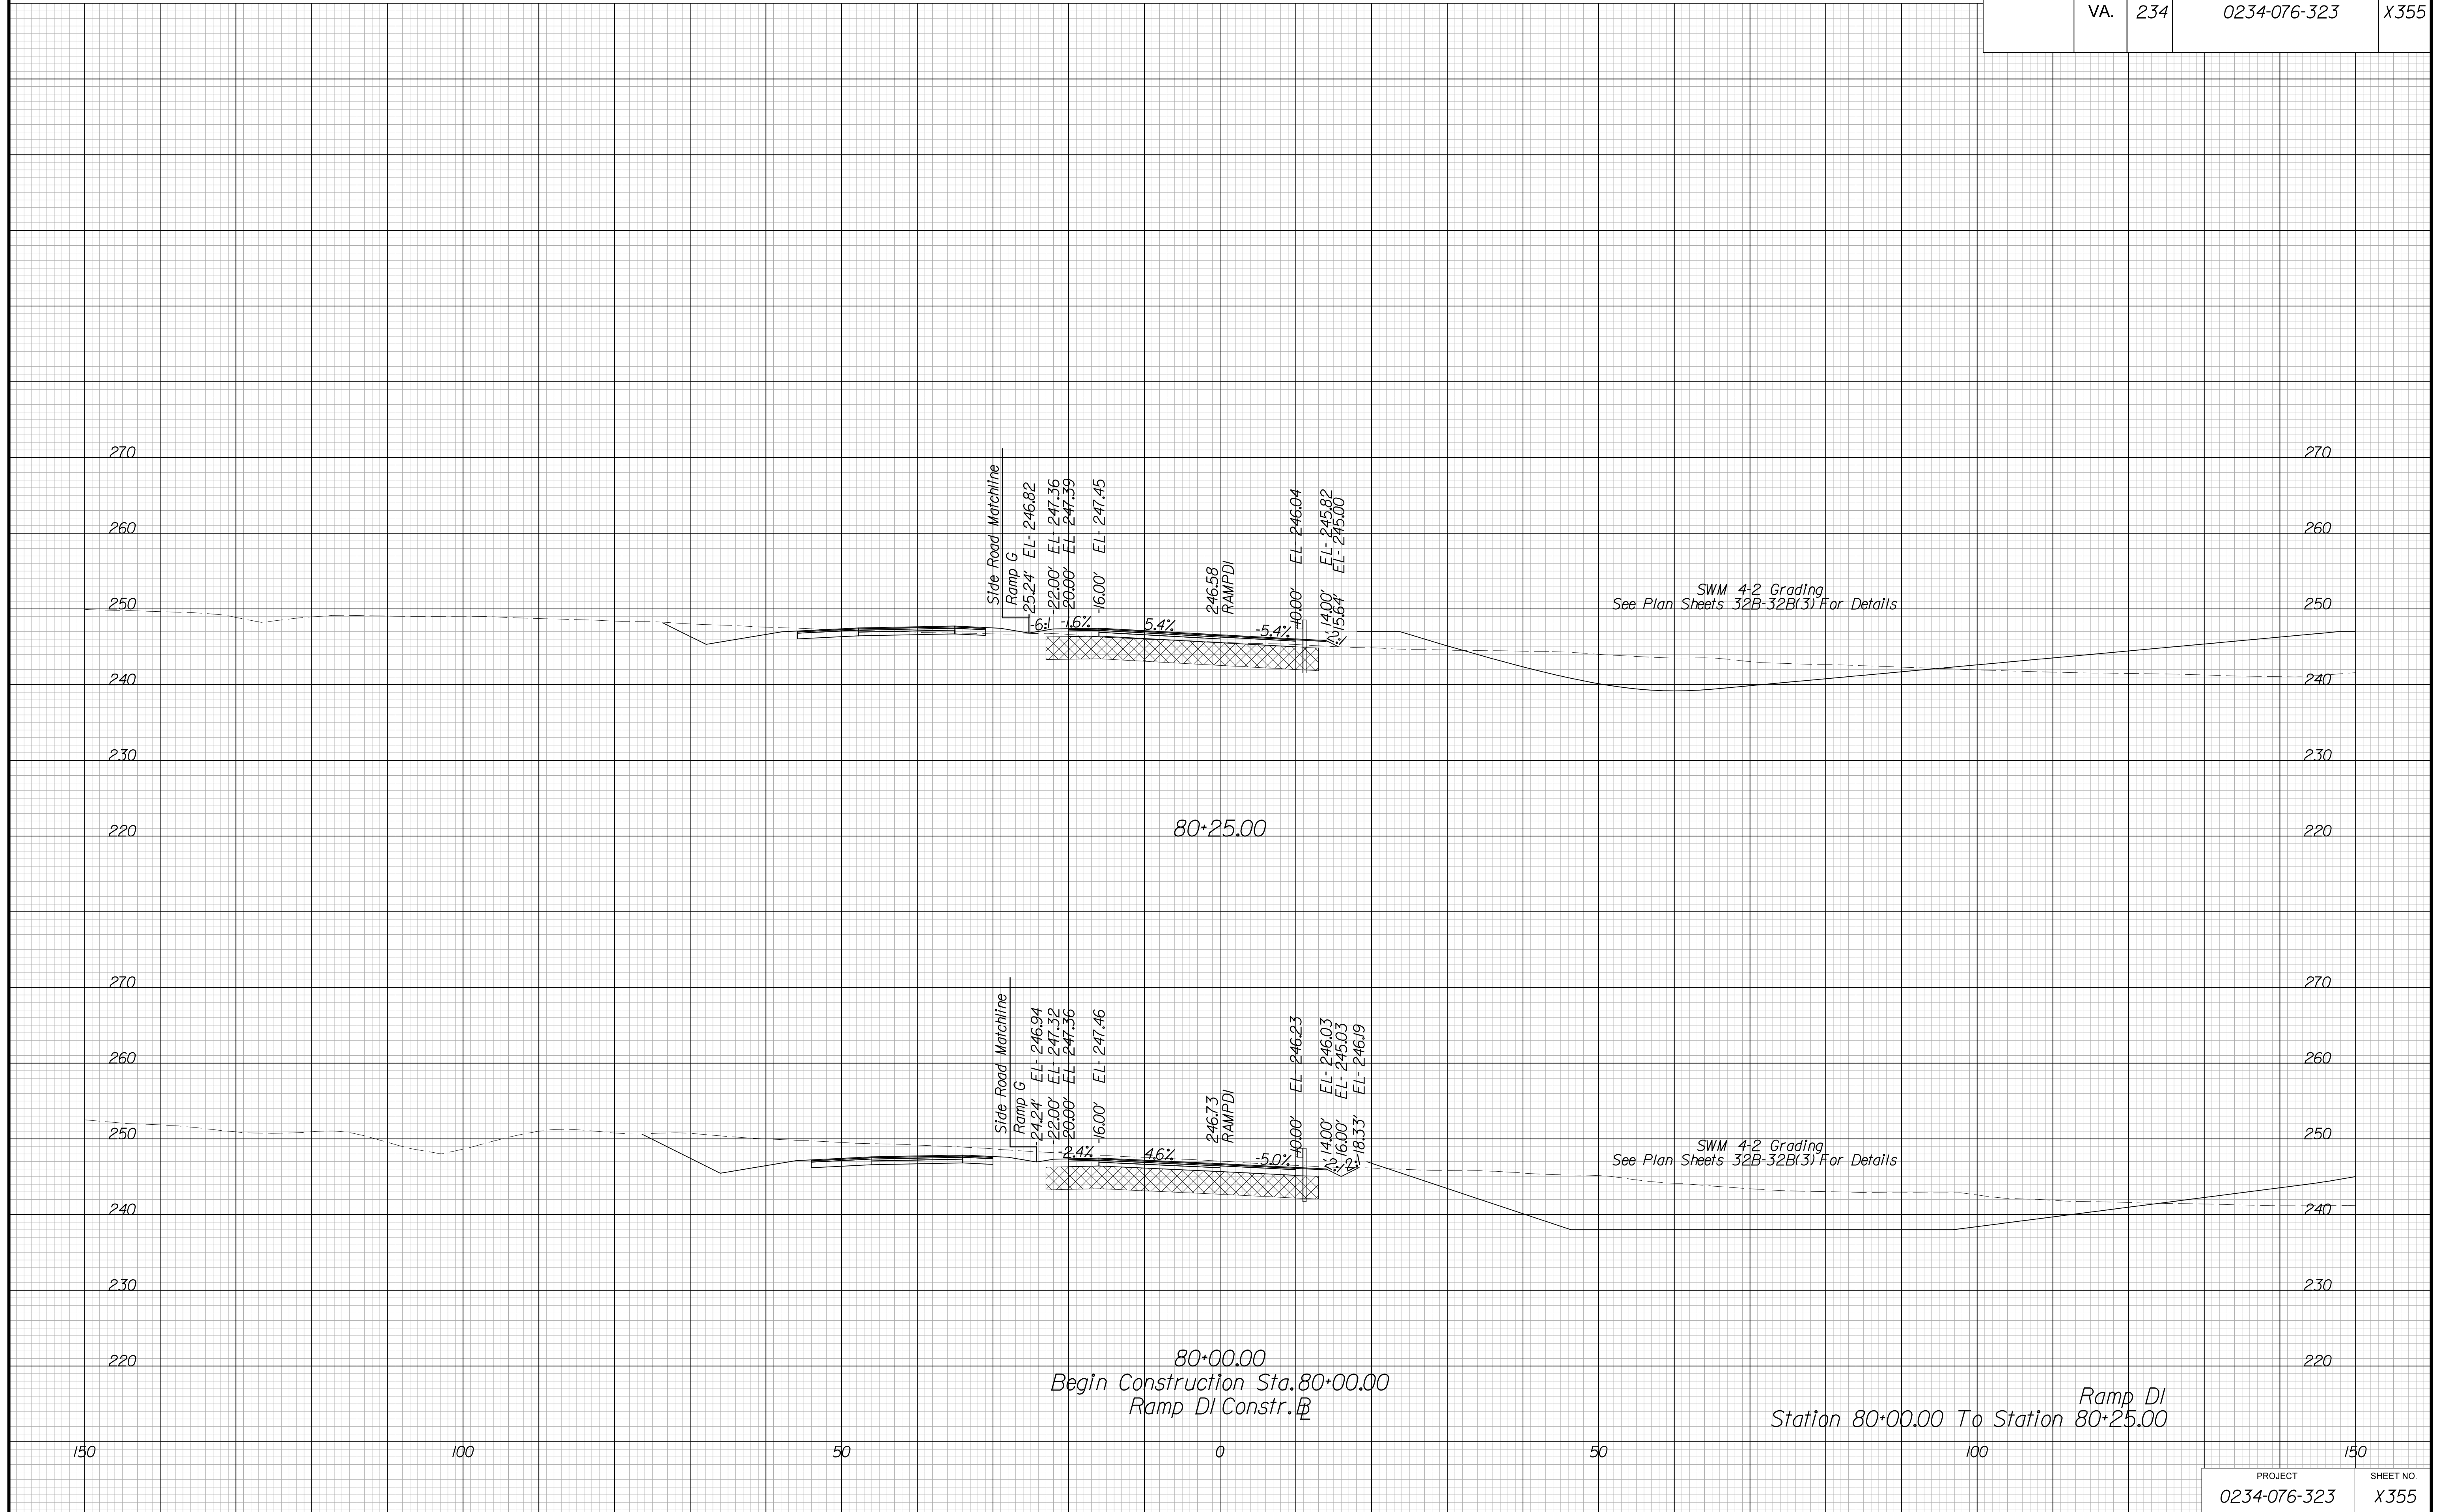 VA. 234 0234-076-323 X355
270 270
260 260
250 250
240 240
230 230
220 220
Side Road Matchline
Ramp G
25.24' EL- 246.82
-22.00' EL- 247.36
20.00' EL 247.39
-16.00' EL- 247.45
246.58
RAMPD1
10.00' EL 246.04
14.00' EL- 245.82
15.64' EL- 245.00
-6:1 -1.6% 5.4% -5.4% -2:1
SWM 4-2 Grading
See Plan Sheets 32B-32B(3) For Details
80+25.00
270 270
260 260
250 250
240 240
230 230
220 220
Side Road Matchline
Ramp G
-24.24' EL- 246.94
-22.00' EL- 247.32
20.00' EL 247.36
-16.00' EL- 247.46
246.73
RAMPD1
10.00' EL 246.23
14.00' EL- 246.03
16.00' EL- 245.03
18.33' EL- 246.19
-2.4% 4.6% -5.0% -2:1 2:1
SWM 4-2 Grading
See Plan Sheets 32B-32B(3) For Details
80+00.00
Begin Construction Sta. 80+00.00
Ramp D1 Constr. BL
Ramp D1
Station 80+00.00 To Station 80+25.00
150 100 50 0 50 100 150
PROJECT SHEET NO.
0234-076-323 X355